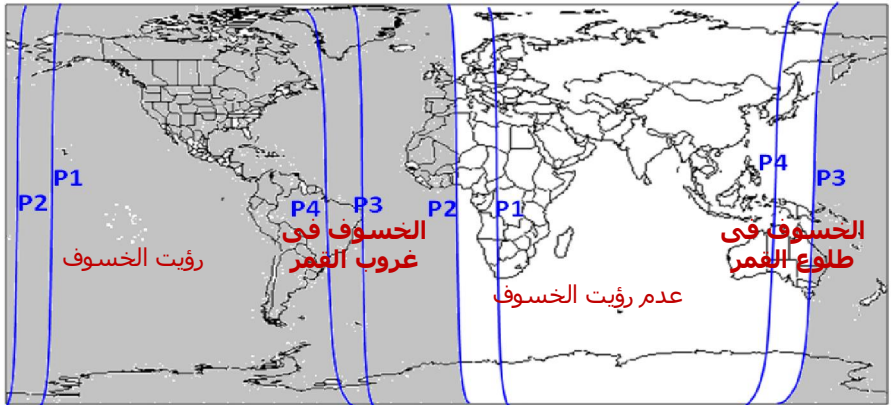 P1
P2
P4
P3
P2
P1
P4
P3
الخسوف فى
غروب القمر
الخسوف فى
طلوع القمر
رؤيت الخسوف
عدم رؤيت الخسوف